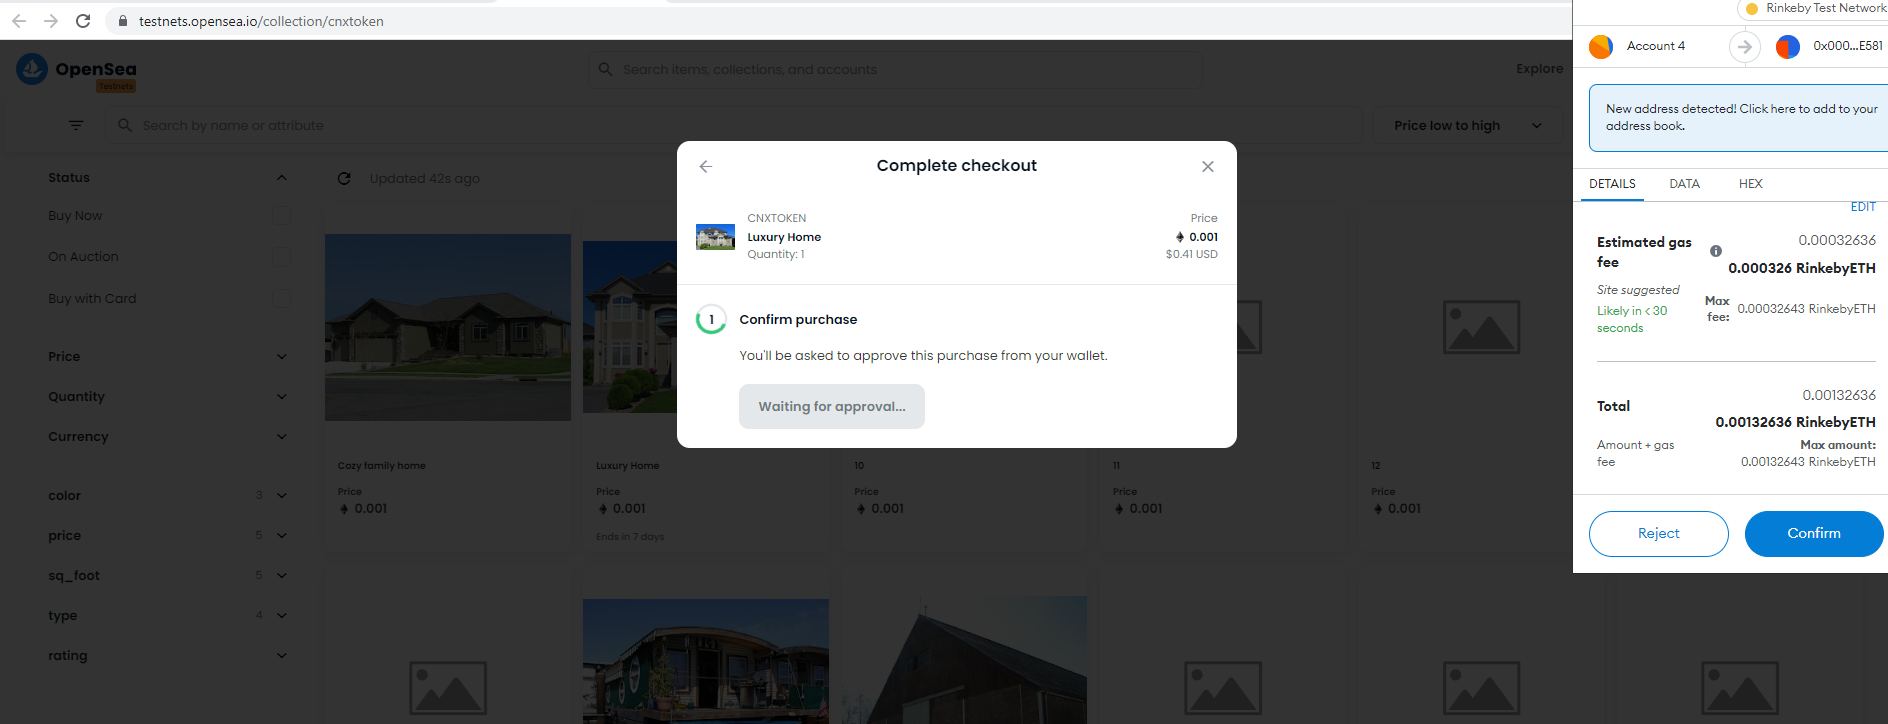 testnets.opensea.io/collection/cnxtoken
Rinkeby Test Network
Account 4
0x000...E581
OpenSea
Testnets
Search items, collections, and accounts
Explore
New address detected! Click here to add to your
address book.
Search by name or attribute
Price low to high
Complete checkout
Status
Updated 42s ago
DETAILS
DATA
HEX
EDIT
Buy Now
On Auction
Buy with Card
CNXTOKEN
Luxury Home
Quantity: 1
Price
0.001
$0.41 USD
Estimated gas
fee
0.00032636
0.000326 RinkebyETH
Site suggested
Likely in < 30
seconds
Max
fee:
0.00032643 RinkebyETH
1
Confirm purchase
You'll be asked to approve this purchase from your wallet.
Waiting for approval...
Price
Quantity
Currency
Total
0.00132636
0.00132636 RinkebyETH
Amount + gas
fee
Max amount:
0.00132643 RinkebyETH
Reject
Confirm
Cozy family home
Price
0.001
Luxury Home
Price
0.001
Ends in 7 days
10
Price
0.001
11
Price
0.001
12
Price
0.001
color
3
price
5
sq_foot
5
type
4
rating